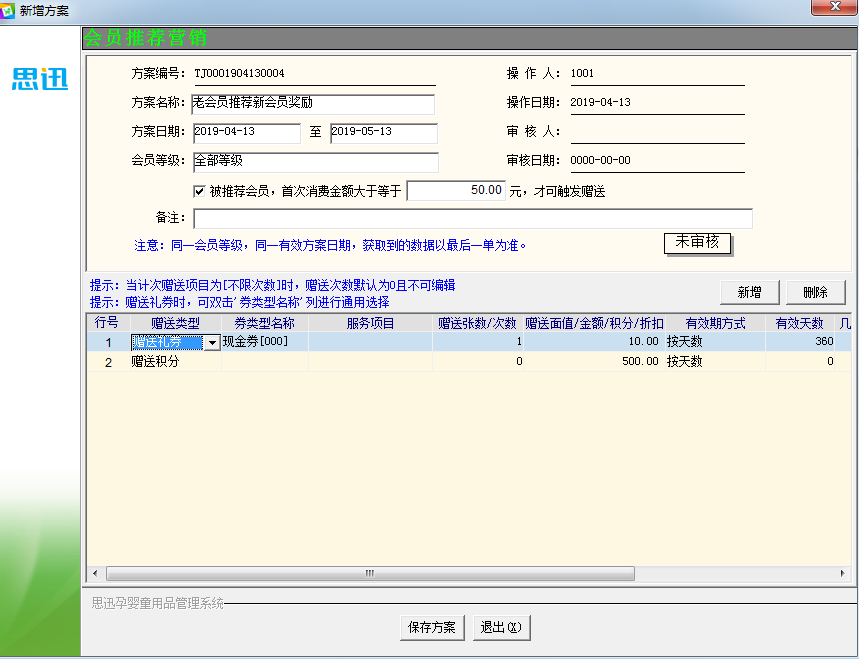 新增方案
会员推荐营销
思迅
方案编号： TJ0001904130004 操 作 人： 1001
方案名称： 老会员推荐新会员奖励 操作日期： 2019-04-13
方案日期： 2019-04-13 至 2019-05-13 审 核 人：
会员等级： 全部等级 审核日期： 0000-00-00
被推荐会员，首次消费金额大于等于 50.00 元，才可触发赠送
备注：
注意：同一会员等级，同一有效方案日期，获取到的数据以最后一单为准。 未审核
提示：当计次赠送项目为[不限次数]时，赠送次数默认为0且不可编辑
提示：赠送礼券时，可双击'券类型名称'列进行通用选择
新增 删除
行号 赠送类型 券类型名称 服务项目 赠送张数/次数 赠送面值/金额/积分/折扣 有效期方式 有效天数 几
1 赠送礼券 现金券[000] 1 10.00 按天数 360
2 赠送积分 0 500.00 按天数 0
思迅孕婴童用品管理系统
保存方案 退出(X)